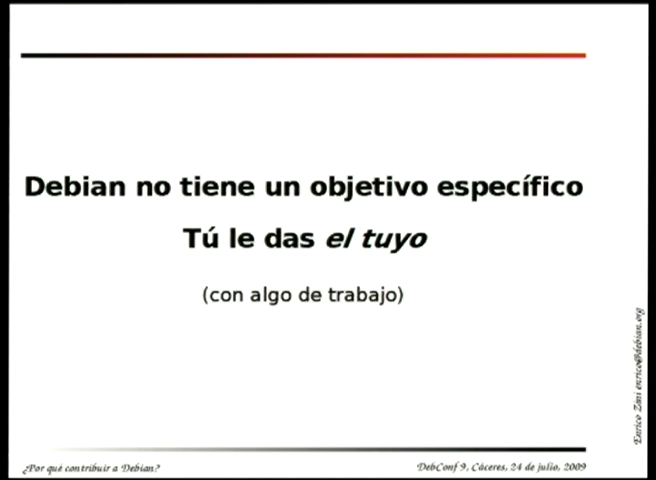 Debian no tiene un objetivo específico
Tú le das el tuyo
(con algo de trabajo)
Enrico Zini enrico@debian.org
¿Por qué contribuir a Debian?
DebConf 9, Cáceres, 24 de julio, 2009